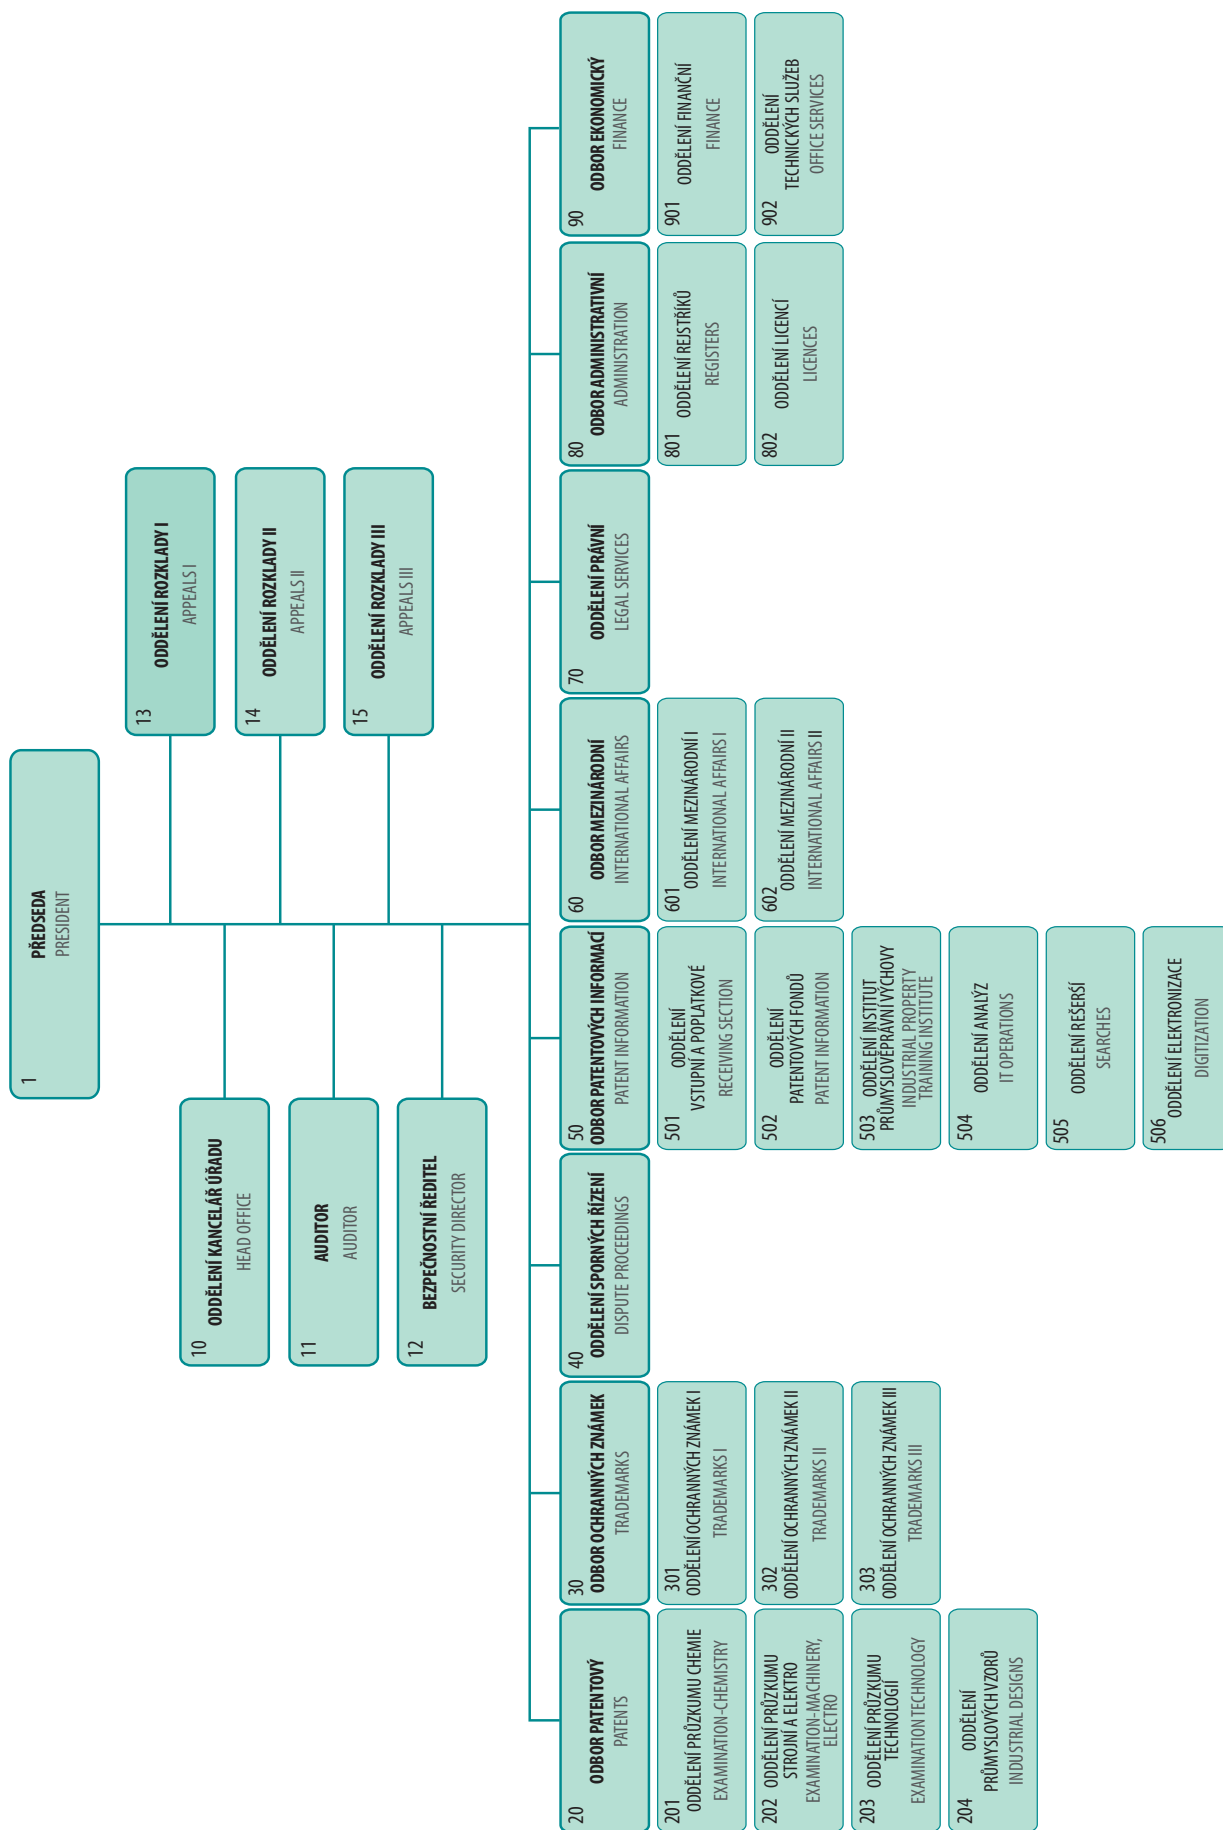 1
PŘEDSEDA
PRESIDENT
10
ODDĚLENÍ KANCELÁŘ ÚŘADU
HEAD OFFICE
11
AUDITOR
AUDITOR
12
BEZPEČNOSTNÍ ŘEDITEL
SECURITY DIRECTOR
13
ODDĚLENÍ ROZKLADY I
APPEALS I
14
ODDĚLENÍ ROZKLADY II
APPEALS II
15
ODDĚLENÍ ROZKLADY III
APPEALS III
20
ODBOR PATENTOVÝ
PATENTS
201
ODDĚLENÍ PRŮZKUMU CHEMIE
EXAMINATION-CHEMISTRY
202 ODDĚLENÍ PRŮZKUMU
STROJNÍ A ELEKTRO
EXAMINATION-MACHINERY,
ELECTRO
203 ODDĚLENÍ PRŮZKUMU
TECHNOLOGIÍ
EXAMINATION TECHNOLOGY
204
ODDĚLENÍ
PRŮMYSLOVÝCH VZORŮ
INDUSTRIAL DESIGNS
30
ODBOR OCHRANNÝCH ZNÁMEK
TRADEMARKS
301
ODDĚLENÍ OCHRANNÝCH ZNÁMEK I
TRADEMARKS I
302
ODDĚLENÍ OCHRANNÝCH ZNÁMEK II
TRADEMARKS II
303
ODDĚLENÍ OCHRANNÝCH ZNÁMEK III
TRADEMARKS III
40
ODDĚLENÍ SPORNÝCH ŘÍZENÍ
DISPUTE PROCEEDINGS
50
ODBOR PATENTOVÝCH INFORMACÍ
PATENT INFORMATION
501
ODDĚLENÍ
VSTUPNÍ A POPLATKOVÉ
RECEIVING SECTION
502
ODDĚLENÍ
PATENTOVÝCH FONDŮ
PATENT INFORMATION
503 ODDĚLENÍ INSTITUT
PRŮMYSLOVĚPRÁVNÍ VÝCHOVY
INDUSTRIAL PROPERTY
TRAINING INSTITUTE
504
ODDĚLENÍ ANALÝZ
IT OPERATIONS
505
ODDĚLENÍ REŠERŠÍ
SEARCHES
506
ODDĚLENÍ ELEKTRONIZACE
DIGITIZATION
60
ODBOR MEZINÁRODNÍ
INTERNATIONAL AFFAIRS
601
ODDĚLENÍ MEZINÁRODNÍ I
INTERNATIONAL AFFAIRS I
602
ODDĚLENÍ MEZINÁRODNÍ II
INTERNATIONAL AFFAIRS II
70
ODDĚLENÍ PRÁVNÍ
LEGAL SERVICES
80
ODBOR ADMINISTRATIVNÍ
ADMINISTRATION
801
ODDĚLENÍ REJSTŘÍKŮ
REGISTERS
802
ODDĚLENÍ LICENCÍ
LICENCES
90
ODBOR EKONOMICKÝ
FINANCE
901
ODDĚLENÍ FINANČNÍ
FINANCE
902
ODDĚLENÍ
TECHNICKÝCH SLUŽEB
OFFICE SERVICES